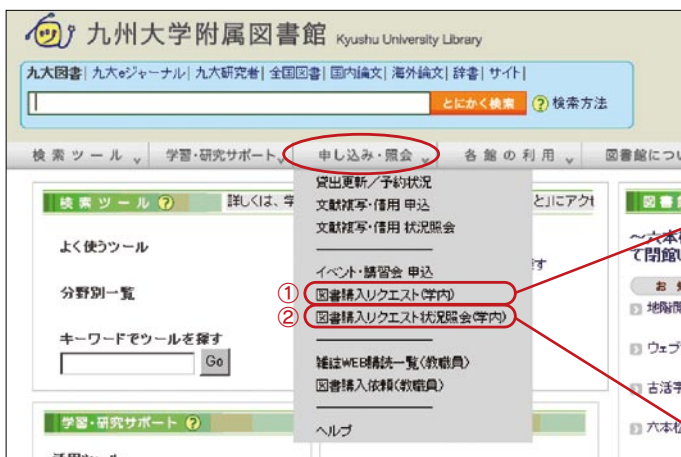 九州大学附属図書館 Kyushu University Library
九大図書| 九大eジャーナル| 九大研究者| 全国図書| 国内論文| 海外論文| 辞書| サイト|
とにかく検索 ? 検索方法
検索ツール 学習・研究サポート 申し込み・照会 各館の利用 図書館につい
貸出更新／予約状況
検索ツール ? 詳しくは、学 文献複写・借用 申込 と」にアクセ 図書館
文献複写・借用 状況照会
よく使うツール
て閉館
イベント・講習会 申込 す
分野別一覧 ① 図書購入リクエスト(学内)
② 図書購入リクエスト状況照会(学内)
キーワードでツールを探す
Go
雑誌WEB購読一覧(教職員) ウェブ
図書購入依頼(教職員) 古活字
学習・研究サポート ? ヘルプ 六本松